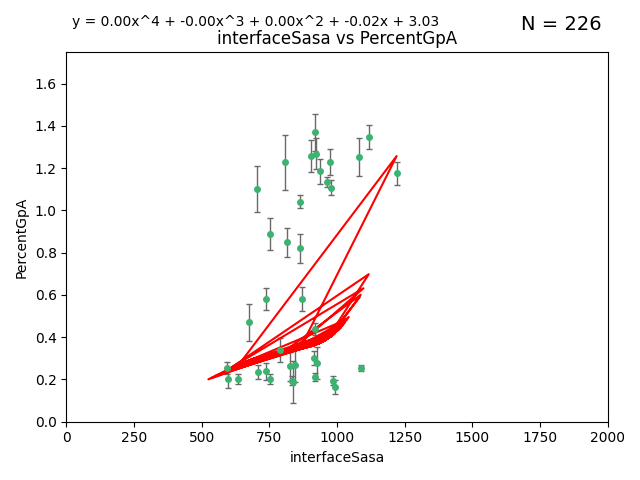 y = 0.00x^4 + -0.00x^3 + 0.00x^2 + -0.02x + 3.03
N = 226
interfaceSasa vs PercentGpA
PercentGpA
1.6
1.4
1.2
1.0
0.8
0.6
0.4
0.2
0.0
0 250 500 750 1000 1250 1500 1750 2000
interfaceSasa